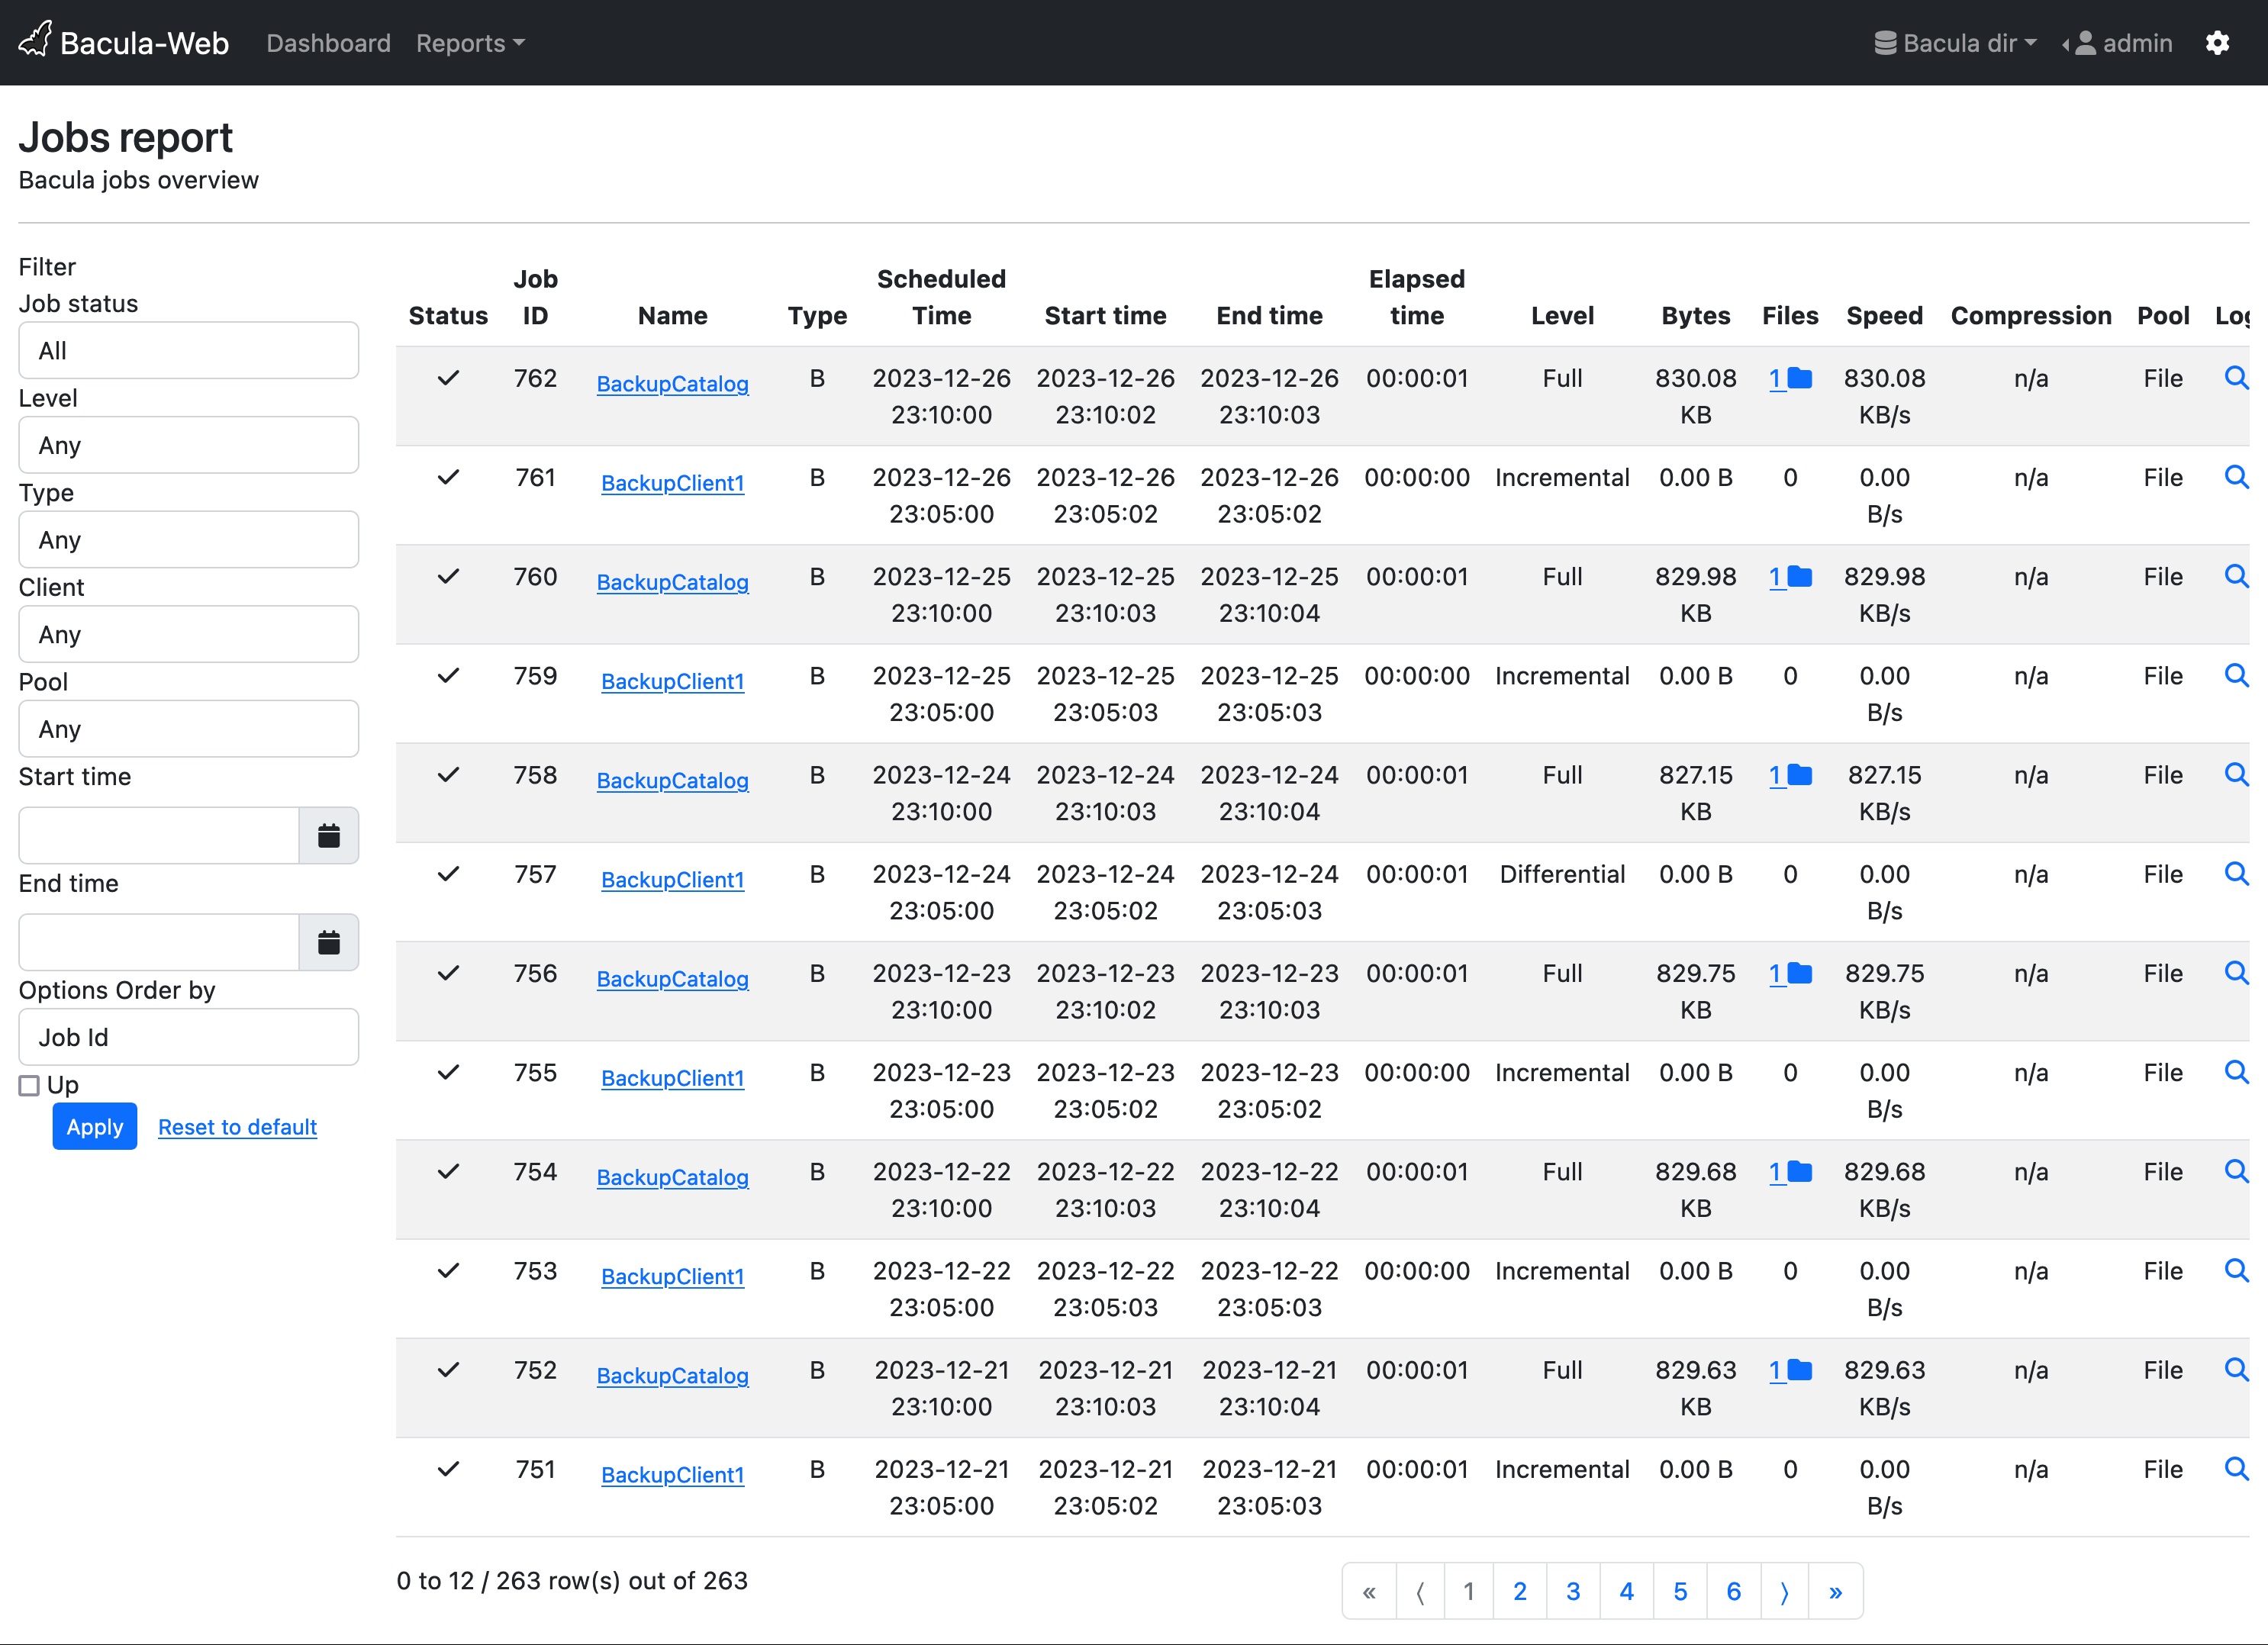 Bacula-Web Dashboard Reports Bacula dir admin
Jobs report
Bacula jobs overview
Filter
Job status
All
Level
Any
Type
Any
Client
Any
Pool
Any
Start time
End time
Options Order by
Job Id
Up
Apply Reset to default
Status Job ID Name Type Scheduled Time Start time End time Elapsed time Level Bytes Files Speed Compression Pool Log
762 BackupCatalog B 2023-12-26 23:10:00 2023-12-26 23:10:02 2023-12-26 23:10:03 00:00:01 Full 830.08 KB 1 830.08 KB/s n/a File
761 BackupClient1 B 2023-12-26 23:05:00 2023-12-26 23:05:02 2023-12-26 23:05:02 00:00:00 Incremental 0.00 B 0 0.00 B/s n/a File
760 BackupCatalog B 2023-12-25 23:10:00 2023-12-25 23:10:03 2023-12-25 23:10:04 00:00:01 Full 829.98 KB 1 829.98 KB/s n/a File
759 BackupClient1 B 2023-12-25 23:05:00 2023-12-25 23:05:03 2023-12-25 23:05:03 00:00:00 Incremental 0.00 B 0 0.00 B/s n/a File
758 BackupCatalog B 2023-12-24 23:10:00 2023-12-24 23:10:03 2023-12-24 23:10:04 00:00:01 Full 827.15 KB 1 827.15 KB/s n/a File
757 BackupClient1 B 2023-12-24 23:05:00 2023-12-24 23:05:02 2023-12-24 23:05:03 00:00:01 Differential 0.00 B 0 0.00 B/s n/a File
756 BackupCatalog B 2023-12-23 23:10:00 2023-12-23 23:10:02 2023-12-23 23:10:03 00:00:01 Full 829.75 KB 1 829.75 KB/s n/a File
755 BackupClient1 B 2023-12-23 23:05:00 2023-12-23 23:05:02 2023-12-23 23:05:02 00:00:00 Incremental 0.00 B 0 0.00 B/s n/a File
754 BackupCatalog B 2023-12-22 23:10:00 2023-12-22 23:10:03 2023-12-22 23:10:04 00:00:01 Full 829.68 KB 1 829.68 KB/s n/a File
753 BackupClient1 B 2023-12-22 23:05:00 2023-12-22 23:05:03 2023-12-22 23:05:03 00:00:00 Incremental 0.00 B 0 0.00 B/s n/a File
752 BackupCatalog B 2023-12-21 23:10:00 2023-12-21 23:10:03 2023-12-21 23:10:04 00:00:01 Full 829.63 KB 1 829.63 KB/s n/a File
751 BackupClient1 B 2023-12-21 23:05:00 2023-12-21 23:05:02 2023-12-21 23:05:03 00:00:01 Incremental 0.00 B 0 0.00 B/s n/a File
0 to 12 / 263 row(s) out of 263
« ⟨ 1 2 3 4 5 6 ⟩ »